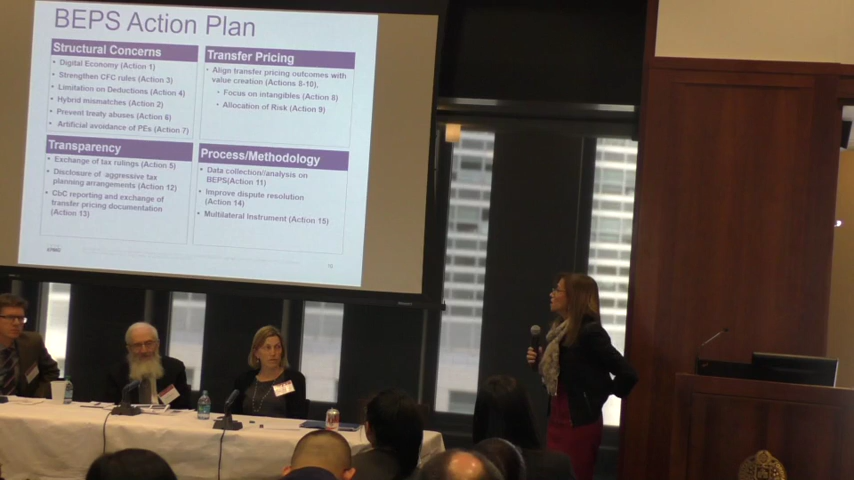 BEPS Action Plan
Structural Concerns
• Digital Economy (Action 1)
• Strengthen CFC rules (Action 3)
• Limitation on Deductions (Action 4)
• Hybrid mismatches (Action 2)
• Prevent treaty abuses (Action 6)
• Artificial avoidance of PEs (Action 7)
Transfer Pricing
• Align transfer pricing outcomes with
value creation (Actions 8-10),
• Focus on intangibles (Action 8)
• Allocation of Risk (Action 9)
Transparency
• Exchange of tax rulings (Action 5)
• Disclosure of aggressive tax
planning arrangements (Action 12)
• CbC reporting and exchange of
transfer pricing documentation
(Action 13)
Process/Methodology
• Data collection//analysis on
BEPS(Action 11)
• Improve dispute resolution
(Action 14)
• Multilateral Instrument (Action 15)
KPMG